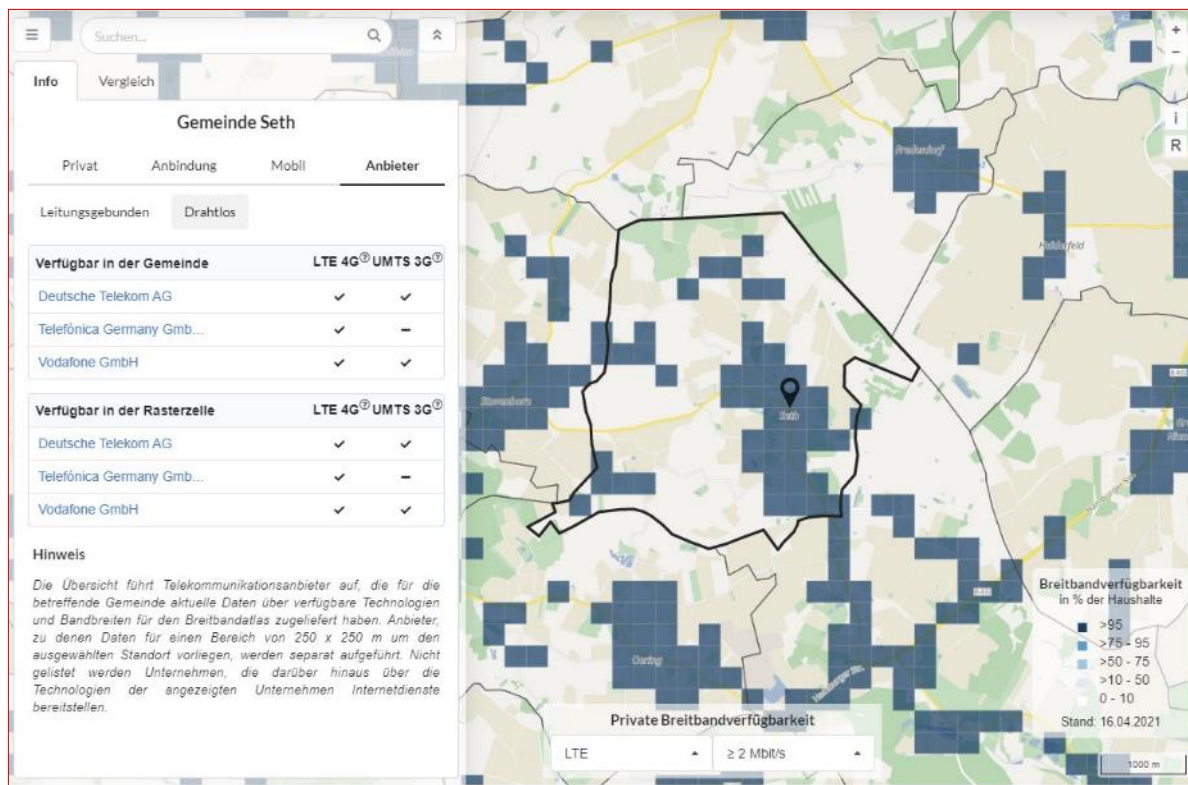 Suchen...
Info Vergleich
Gemeinde Seth
Privat Anbindung Mobil Anbieter
Leitungsgebunden Drahtlos
Verfügbar in der Gemeinde LTE 4G? UMTS 3G?
Deutsche Telekom AG ✓ ✓
Telefónica Germany Gmb... ✓ –
Vodafone GmbH ✓ ✓
Verfügbar in der Rasterzelle LTE 4G? UMTS 3G?
Deutsche Telekom AG ✓ ✓
Telefónica Germany Gmb... ✓ –
Vodafone GmbH ✓ ✓
Hinweis
Die Übersicht führt Telekommunikationsanbieter auf, die für die
betreffende Gemeinde aktuelle Daten über verfügbare Technologien
und Bandbreiten für den Breitbandatlas zugeliefert haben. Anbieter,
zu denen Daten für einen Bereich von 250 x 250 m um den
ausgewählten Standort vorliegen, werden separat aufgeführt. Nicht
gelistet werden Unternehmen, die darüber hinaus über die
Technologien der angezeigten Unternehmen Internetdienste
bereitstellen.
+
−
i
R
Seth
Oering
Private Breitbandverfügbarkeit
LTE ≥ 2 Mbit/s
Breitbandverfügbarkeit
in % der Haushalte
>95
>75 - 95
>50 - 75
>10 - 50
0 - 10
Stand: 16.04.2021
1000 m